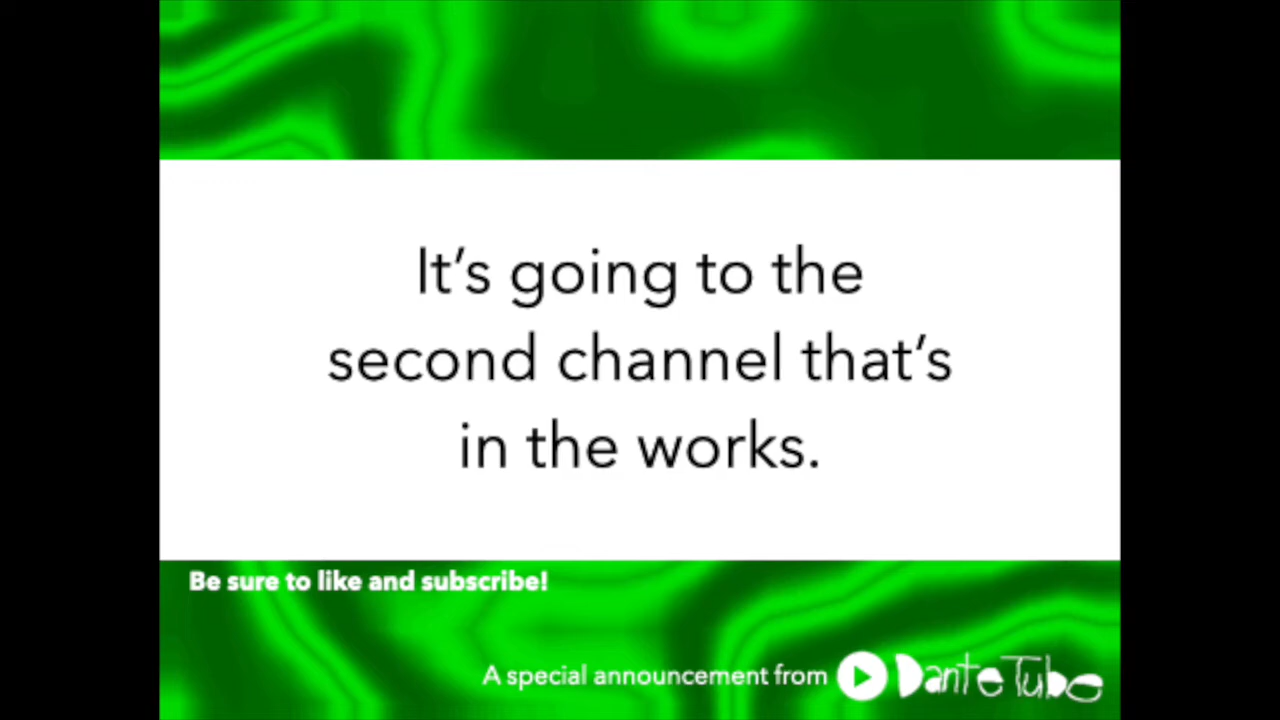 It’s going to the
second channel that’s
in the works.
Be sure to like and subscribe!
A special announcement from DanteTube